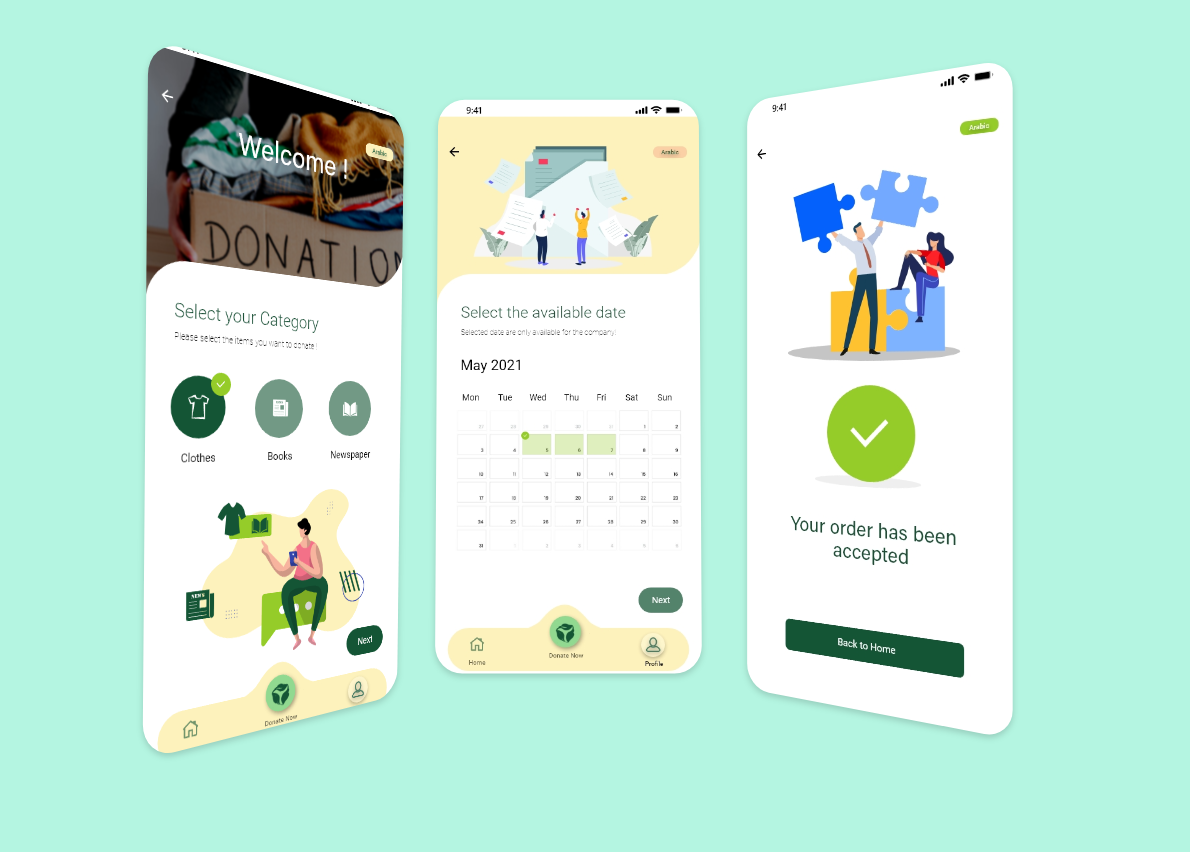 Welcome !
Arabic
DONATION
Select your Category
Please select the items you want to donate!
Clothes
Books
Newspaper
NEWS
Next
Donate Now
9:41
Arabic
Select the available date
Selected date are only available for the company!
May 2021
Mon Tue Wed Thu Fri Sat Sun
27 28 29 30 31 1 2
3 4 5 6 7 8 9
10 11 12 13 14 15 16
17 18 19 20 21 22 23
24 25 26 29 30
31 1 2 3 4 5 6
Next
Home
Donate Now
Profile
9:41
Arabic
Your order has been
accepted
Back to Home